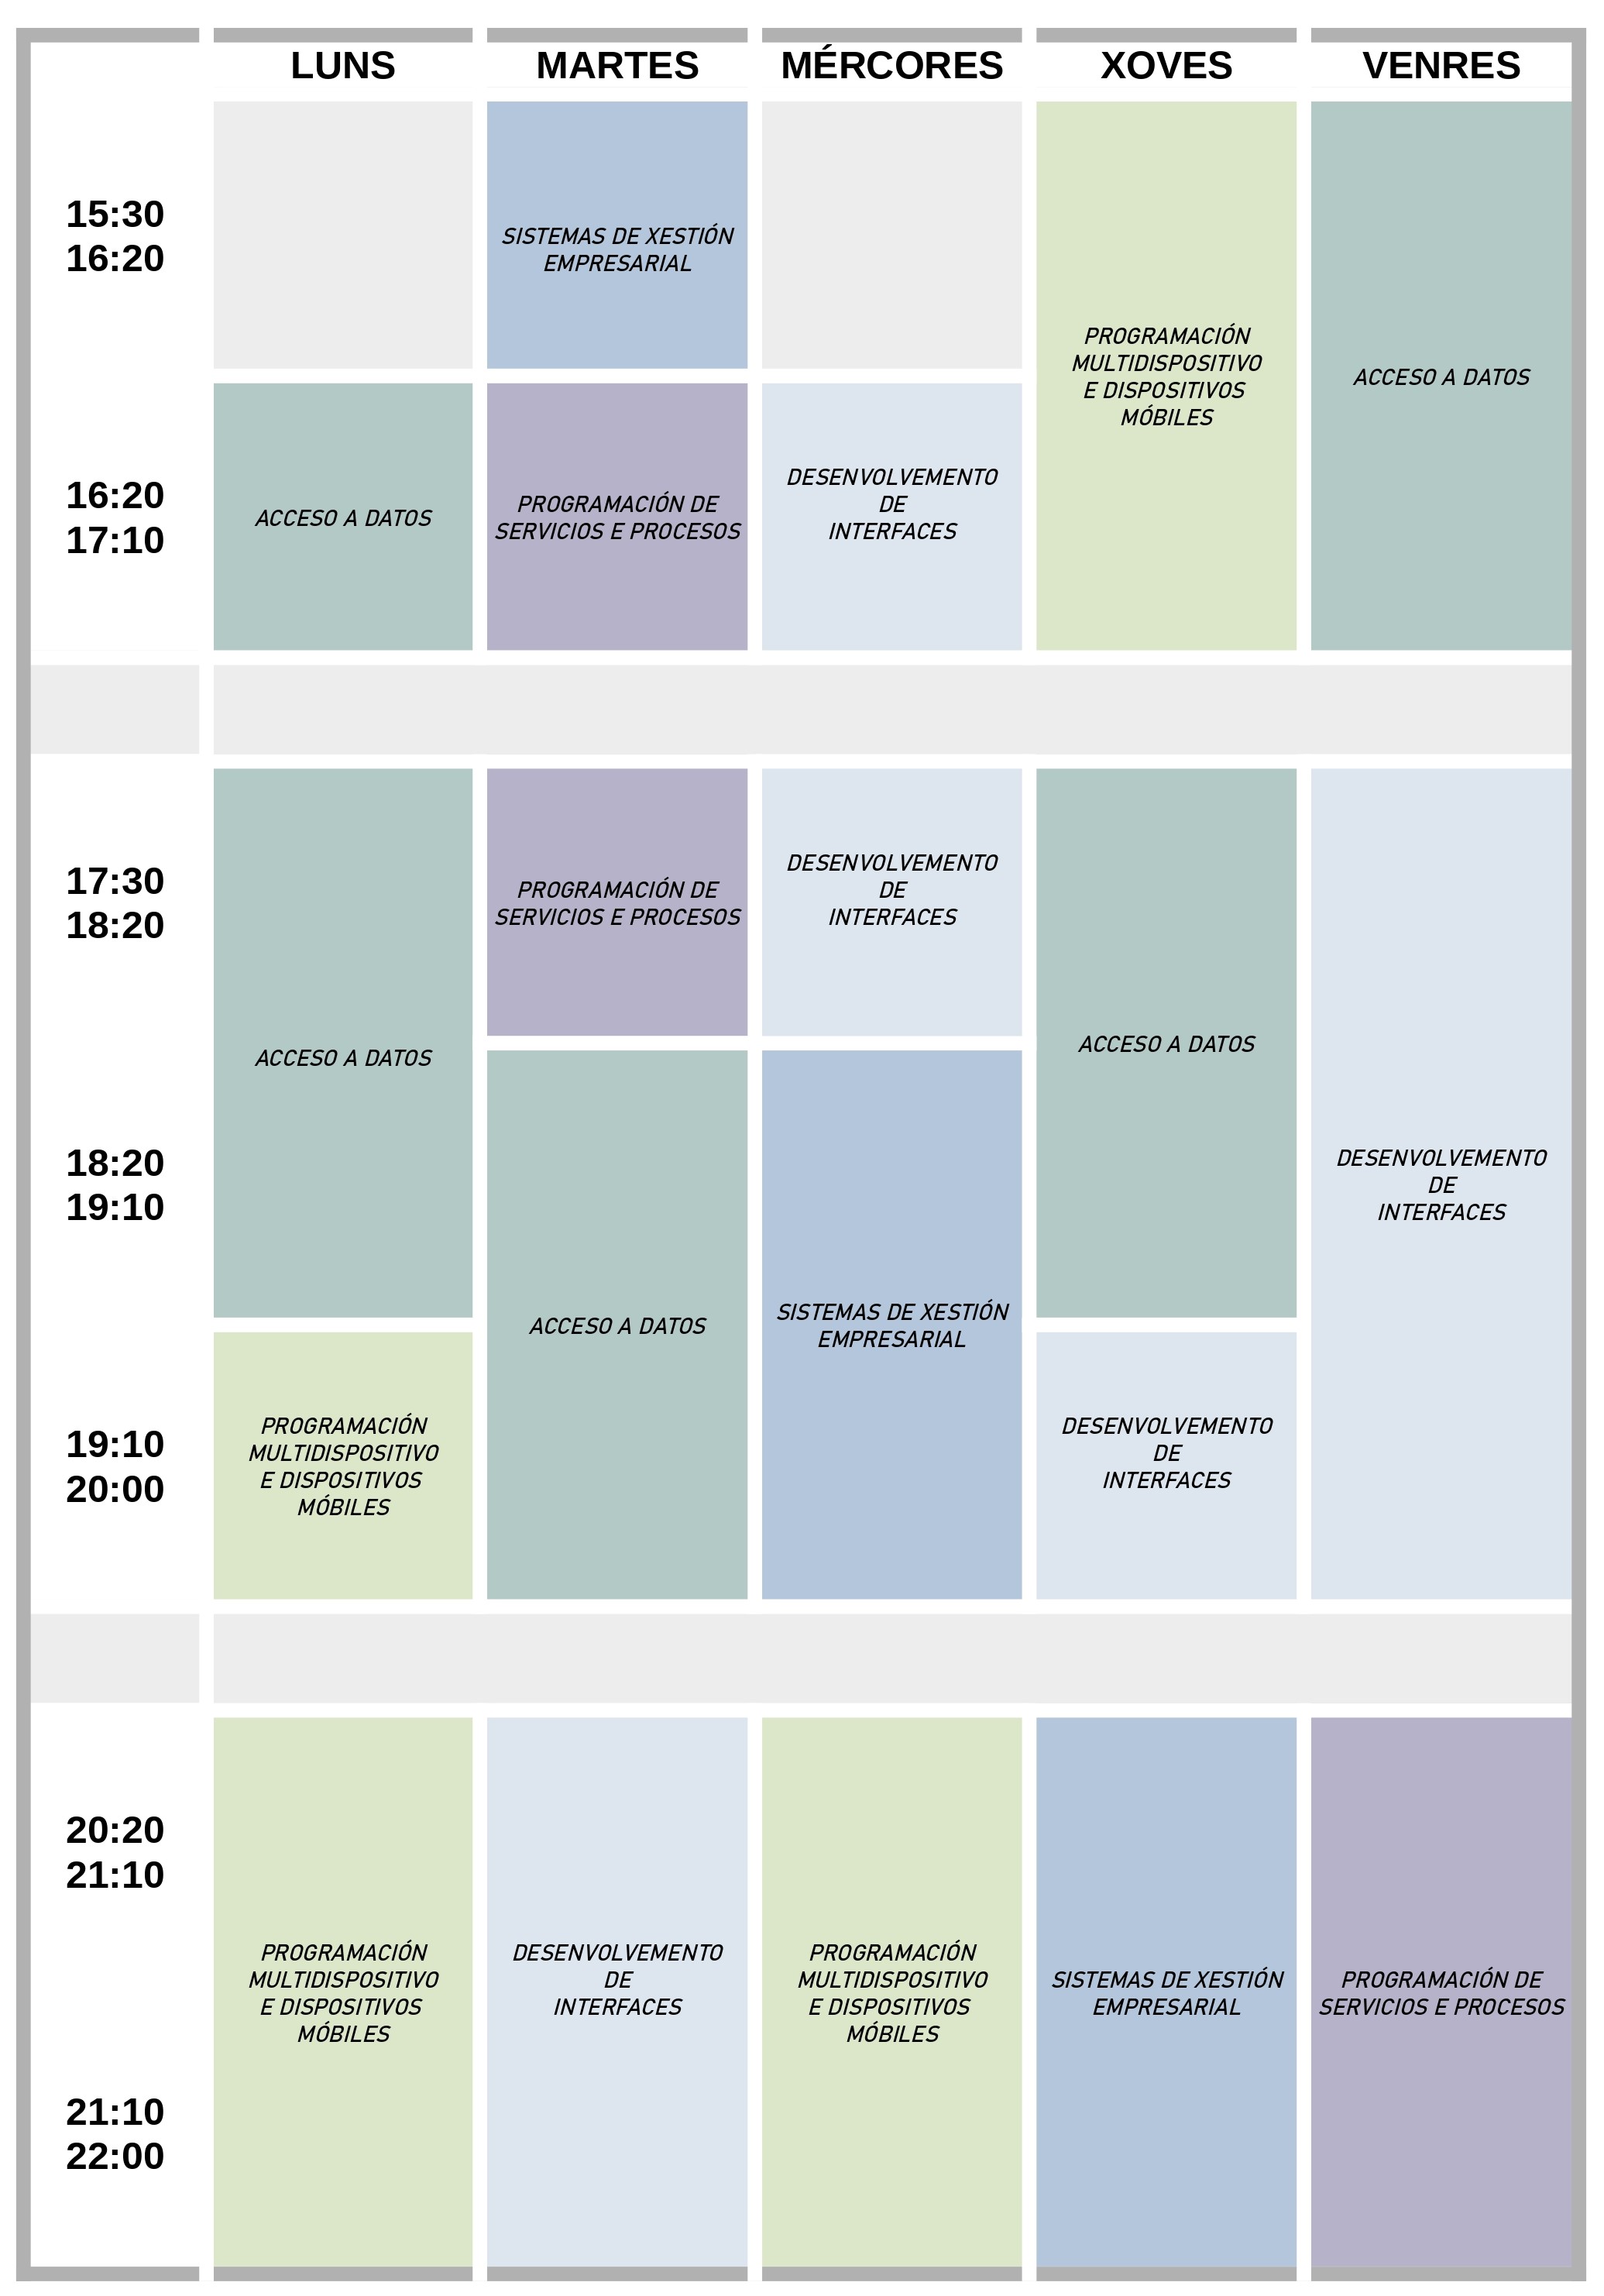 LUNS MARTES MÉRCORES XOVES VENRES
15:30
16:20
SISTEMAS DE XESTIÓN
EMPRESARIAL
PROGRAMACIÓN
MULTIDISPOSITIVO
E DISPOSITIVOS
MÓBILES
ACCESO A DATOS
16:20
17:10
ACCESO A DATOS
PROGRAMACIÓN DE
SERVICIOS E PROCESOS
DESENVOLVEMENTO
DE
INTERFACES
17:30
18:20
ACCESO A DATOS
PROGRAMACIÓN DE
SERVICIOS E PROCESOS
DESENVOLVEMENTO
DE
INTERFACES
ACCESO A DATOS
DESENVOLVEMENTO
DE
INTERFACES
18:20
19:10
ACCESO A DATOS
SISTEMAS DE XESTIÓN
EMPRESARIAL
19:10
20:00
PROGRAMACIÓN
MULTIDISPOSITIVO
E DISPOSITIVOS
MÓBILES
DESENVOLVEMENTO
DE
INTERFACES
20:20
21:10
PROGRAMACIÓN
MULTIDISPOSITIVO
E DISPOSITIVOS
MÓBILES
DESENVOLVEMENTO
DE
INTERFACES
PROGRAMACIÓN
MULTIDISPOSITIVO
E DISPOSITIVOS
MÓBILES
SISTEMAS DE XESTIÓN
EMPRESARIAL
PROGRAMACIÓN DE
SERVICIOS E PROCESOS
21:10
22:00